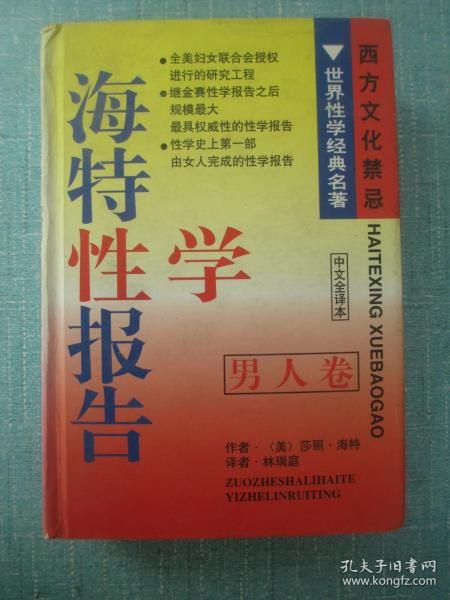 ●全美妇女联合会授权
进行的研究工程
●继金赛性学报告之后
规模最大
最具权威性的性学报告
●性学史上第一部
由女人完成的性学报告
西方文化禁忌
▼世界性学经典名著
HAITEXING XUEBAOGAO
中文全译本
海特性学报告
男人卷
作者·〈美〉莎丽·海特
译者·林瑞庭
ZUOZHESHALIHAITE
YIZHELINRUITING
孔夫子旧书网
www.kongfz.com